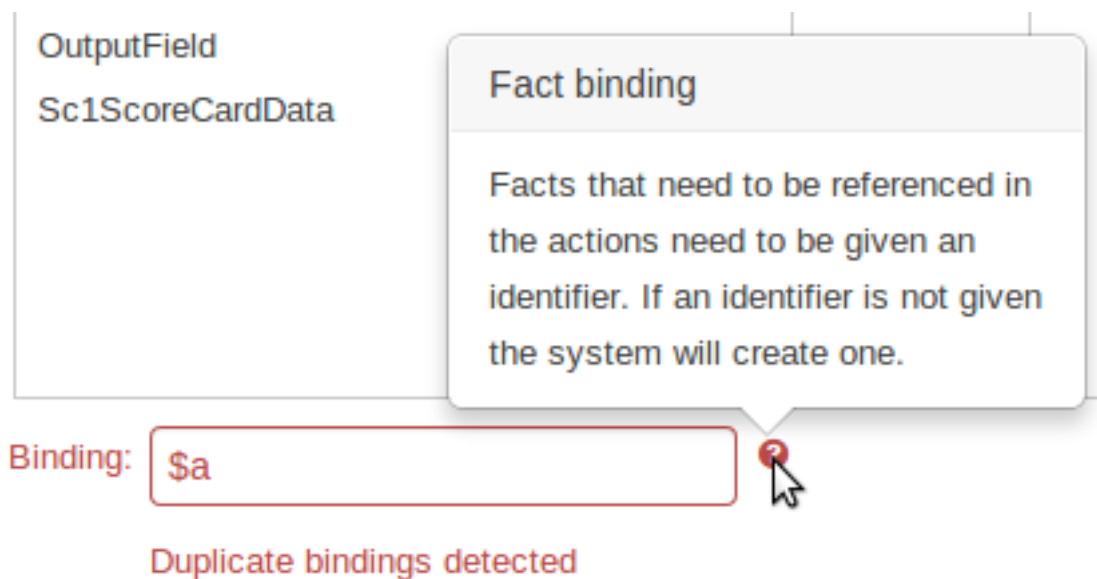 OutputField
Sc1ScoreCardData
Fact binding
Facts that need to be referenced in
the actions need to be given an
identifier. If an identifier is not given
the system will create one.
Binding:
$a
?
Duplicate bindings detected